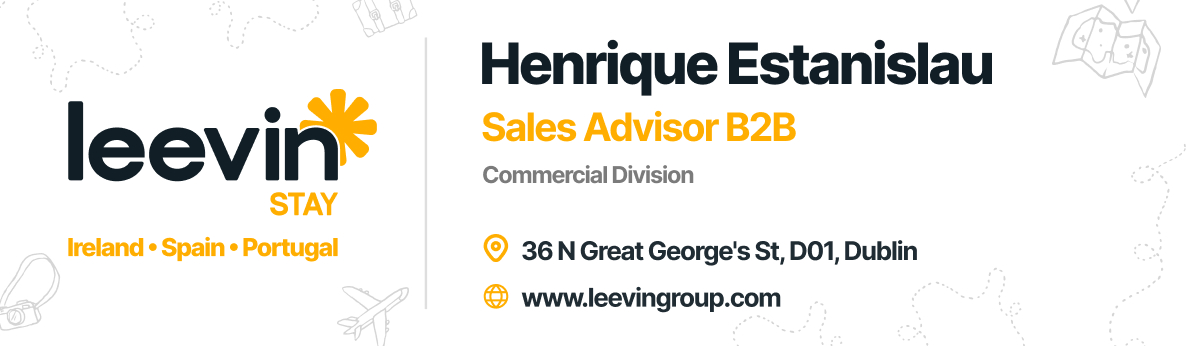 leevin
STAY
Ireland • Spain • Portugal
Henrique Estanislau
Sales Advisor B2B
Commercial Division
36 N Great George's St, D01, Dublin
www.leevingroup.com